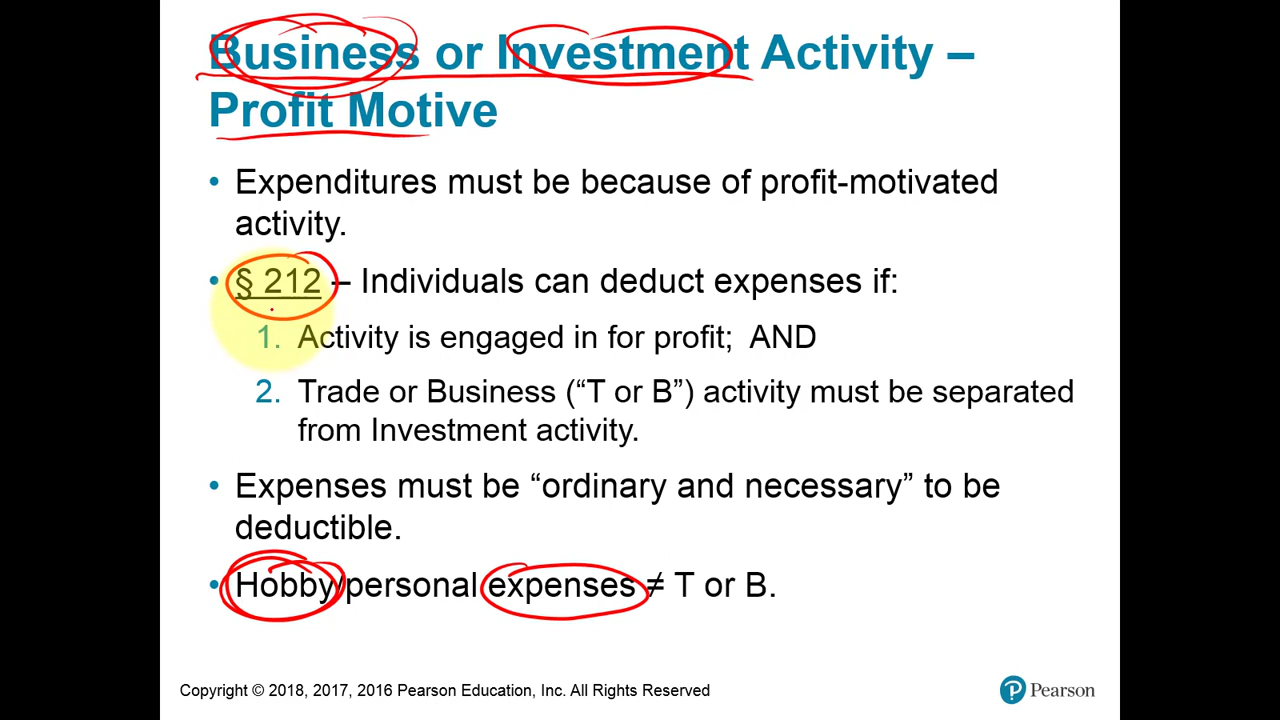 Business or Investment Activity –
Profit Motive
• Expenditures must be because of profit-motivated
activity.
• § 212 – Individuals can deduct expenses if:
1. Activity is engaged in for profit; AND
2. Trade or Business (“T or B”) activity must be separated
from Investment activity.
• Expenses must be “ordinary and necessary” to be
deductible.
• Hobby/personal expenses ≠ T or B.
Copyright © 2018, 2017, 2016 Pearson Education, Inc. All Rights Reserved
P Pearson